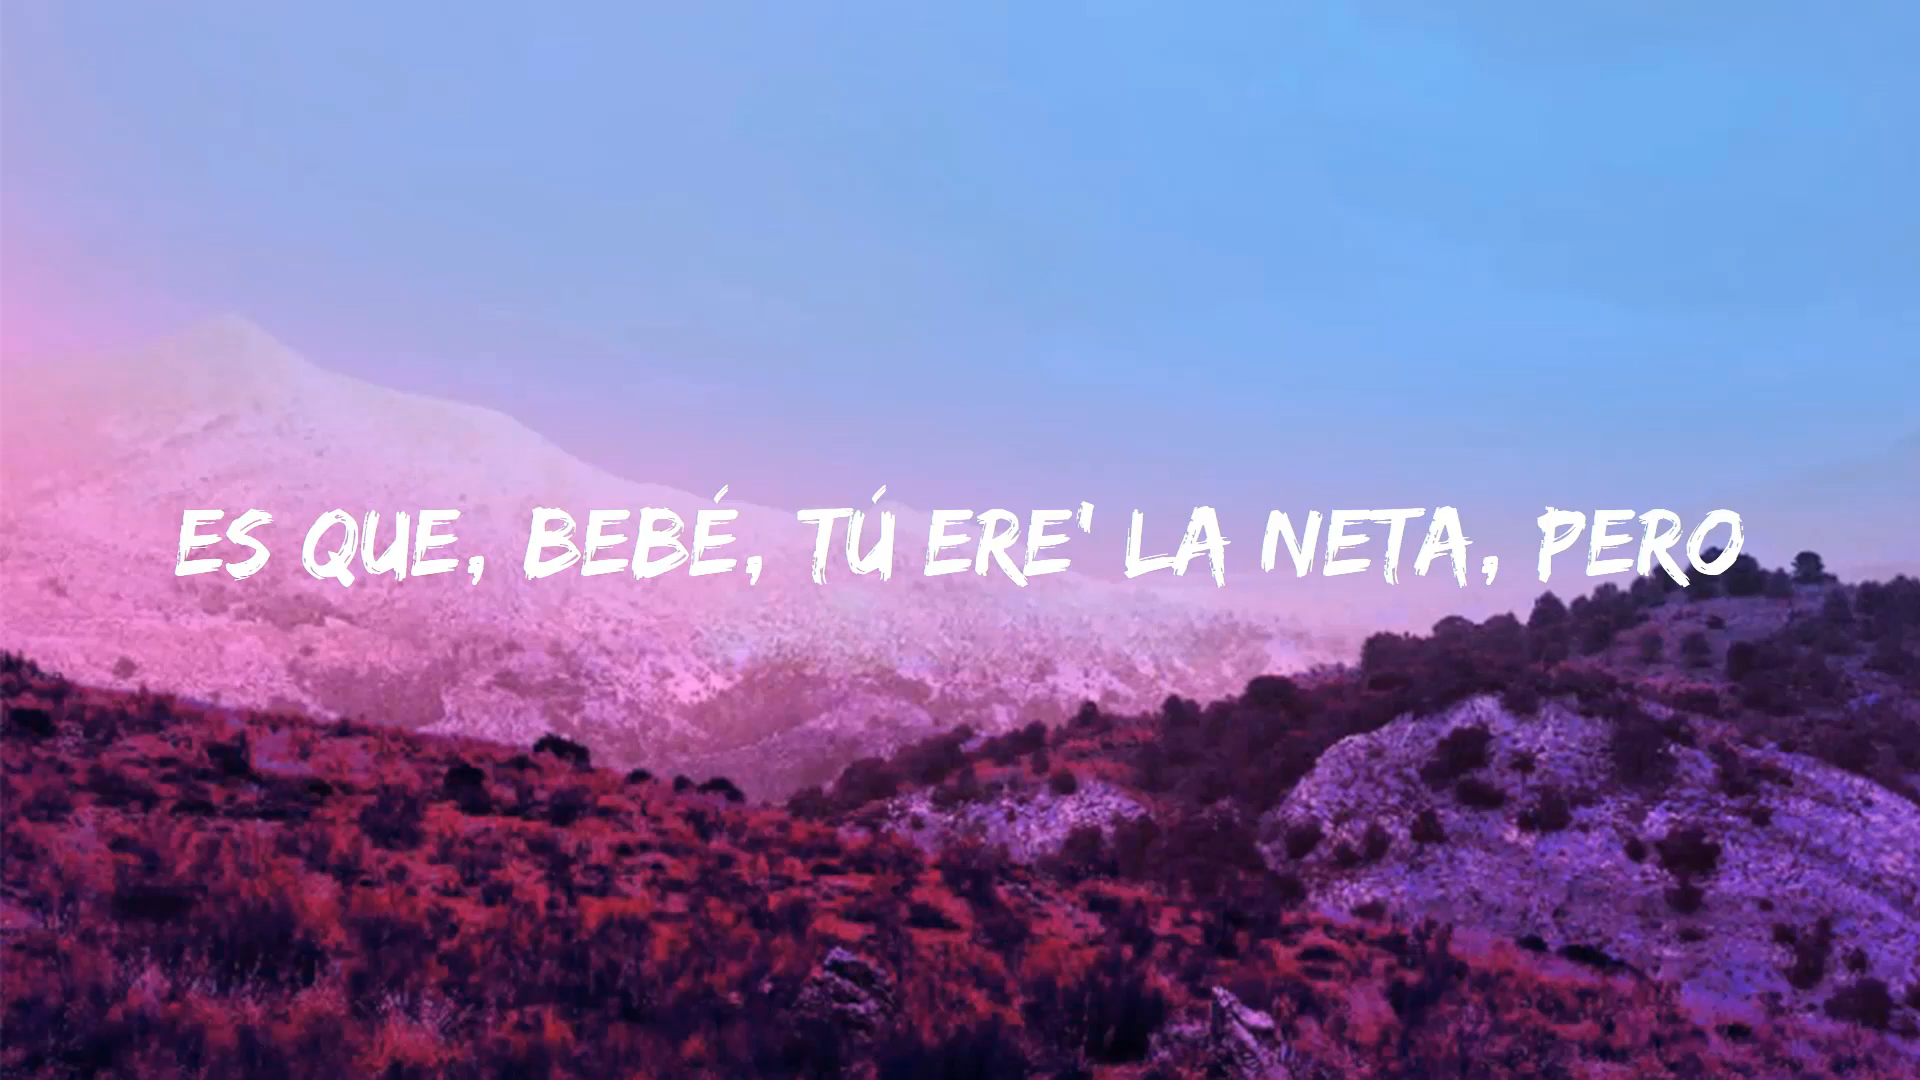 ES QUE, BEBÉ, TÚ ERE' LA NETA, PERO